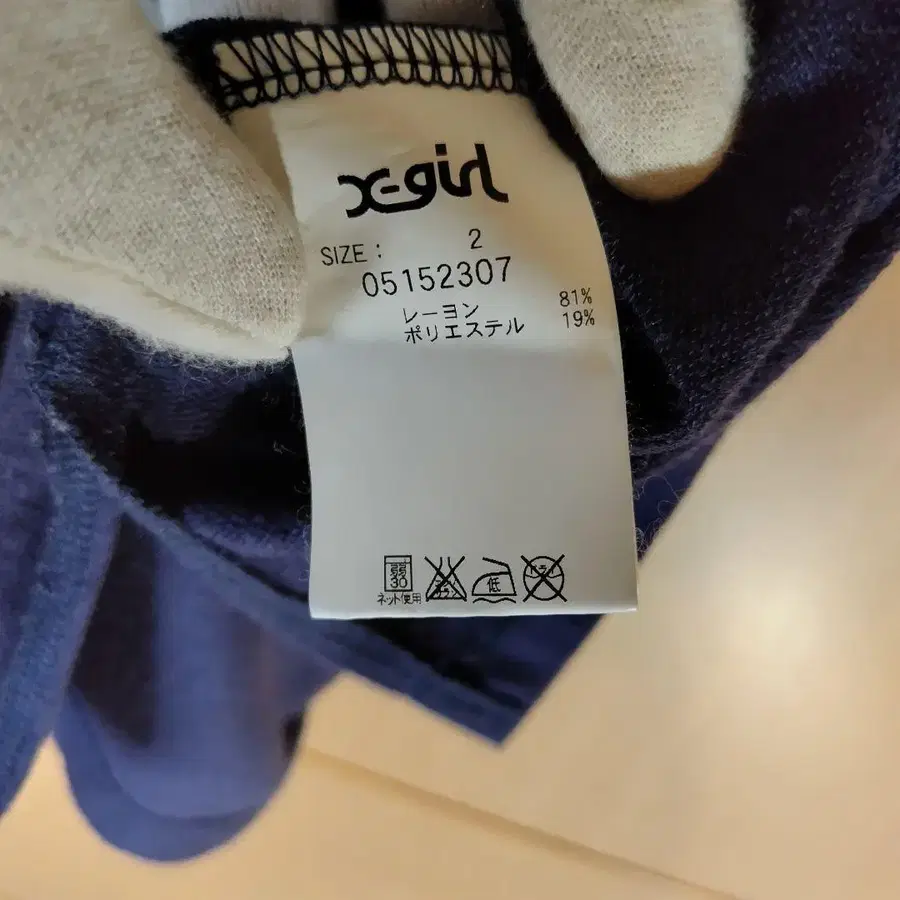 X-girl
SIZE : 2
05152307
レーヨン 81%
ポリエステル 19%
弱
30
低
ネット使用